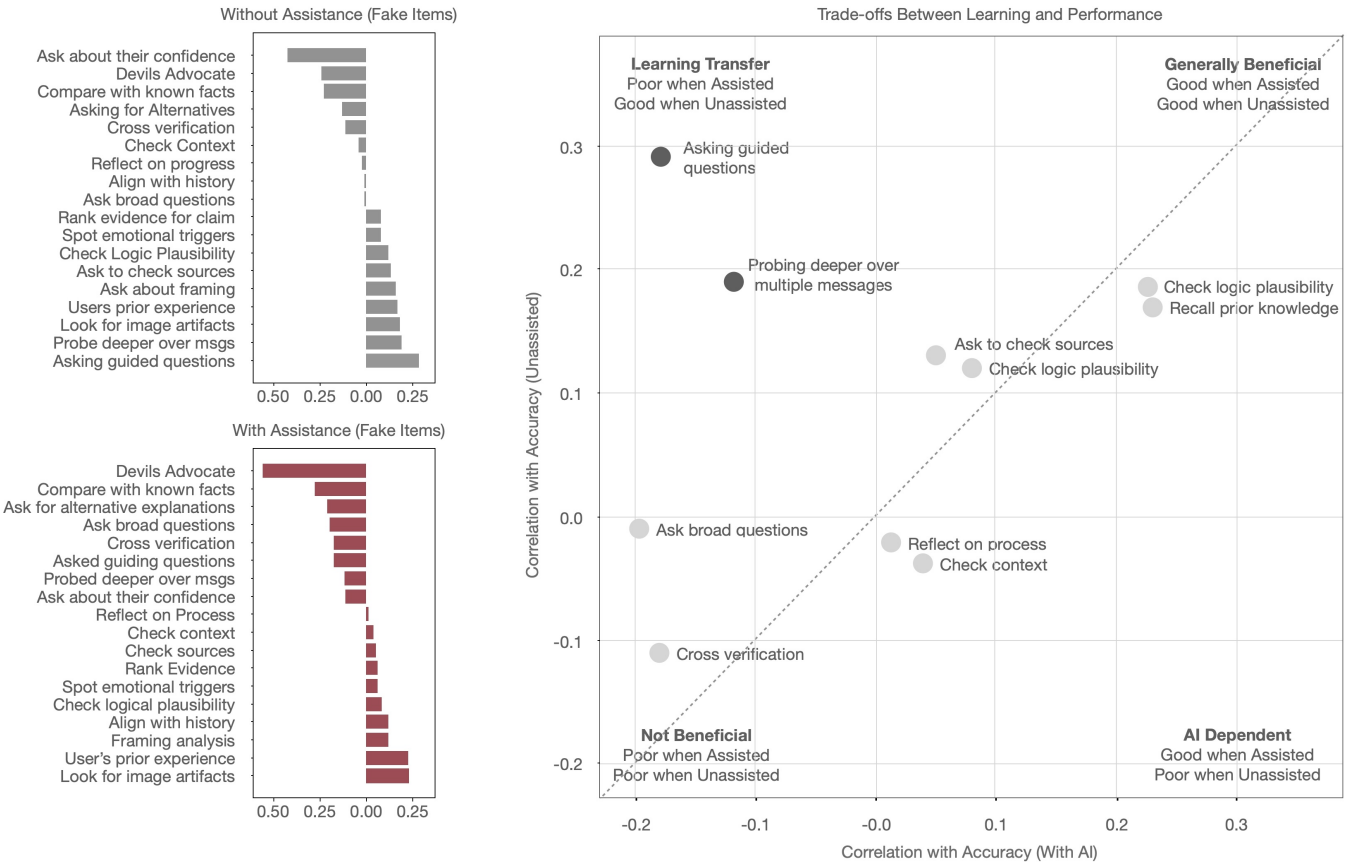 Without Assistance (Fake Items)
Ask about their confidence
Devils Advocate
Compare with known facts
Asking for Alternatives
Cross verification
Check Context
Reflect on progress
Align with history
Ask broad questions
Rank evidence for claim
Spot emotional triggers
Check Logic Plausibility
Ask to check sources
Ask about framing
Users prior experience
Look for image artifacts
Probe deeper over msgs
Asking guided questions
0.50 0.25 0.00 0.25
With Assistance (Fake Items)
Devils Advocate
Compare with known facts
Ask for alternative explanations
Ask broad questions
Cross verification
Asked guiding questions
Probed deeper over msgs
Ask about their confidence
Reflect on Process
Check context
Check sources
Rank Evidence
Spot emotional triggers
Check logical plausibility
Align with history
Framing analysis
User's prior experience
Look for image artifacts
0.50 0.25 0.00 0.25
Trade-offs Between Learning and Performance
Correlation with Accuracy (Unassisted)
0.3
0.2
0.1
0.0
-0.1
-0.2
Learning Transfer
Poor when Assisted
Good when Unassisted
Generally Beneficial
Good when Assisted
Good when Unassisted
Asking guided
questions
Probing deeper over
multiple messages
Check logic plausibility
Recall prior knowledge
Ask to check sources
Check logic plausibility
Ask broad questions
Reflect on process
Check context
Cross verification
Not Beneficial
Poor when Assisted
Poor when Unassisted
AI Dependent
Good when Assisted
Poor when Unassisted
-0.2 -0.1 -0.0 0.1 0.2 0.3
Correlation with Accuracy (With AI)